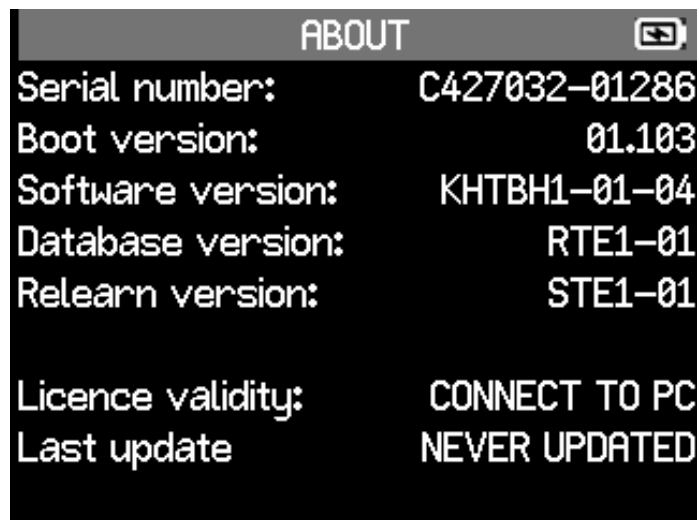 ABOUT
Serial number: C427032-01286
Boot version: 01.103
Software version: KHTBH1-01-04
Database version: RTE1-01
Relearn version: STE1-01
Licence validity: CONNECT TO PC
Last update NEVER UPDATED